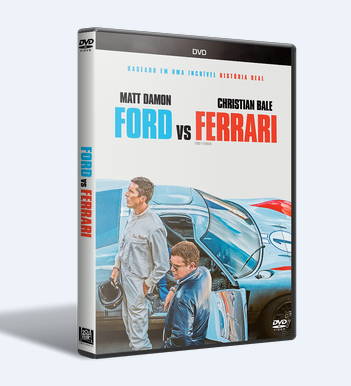 DVD
DVD
BASEADO EM UMA INCRÍVEL HISTÓRIA REAL
MATT DAMON CHRISTIAN BALE
FORD vs FERRARI
FORD vs FERRARI
DVD